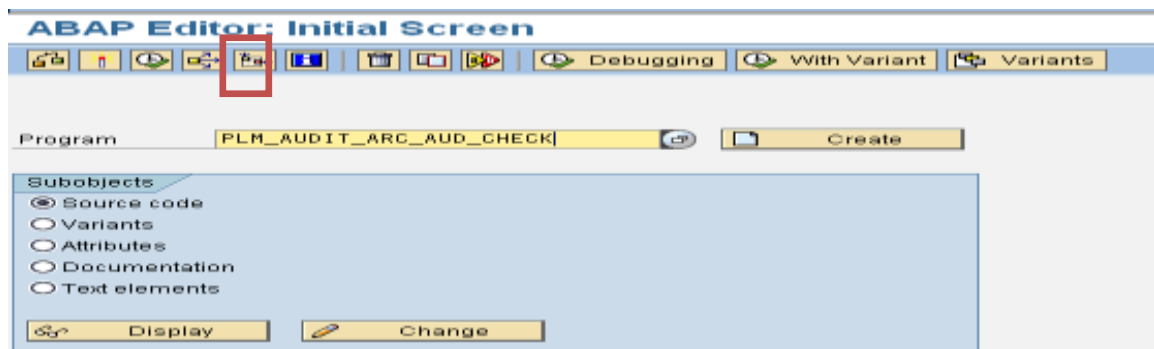 ABAP Editor: Initial Screen
Debugging With Variant Variants
Program PLM_AUDIT_ARC_AUD_CHECK Create
Subobjects
Source code
Variants
Attributes
Documentation
Text elements
Display Change